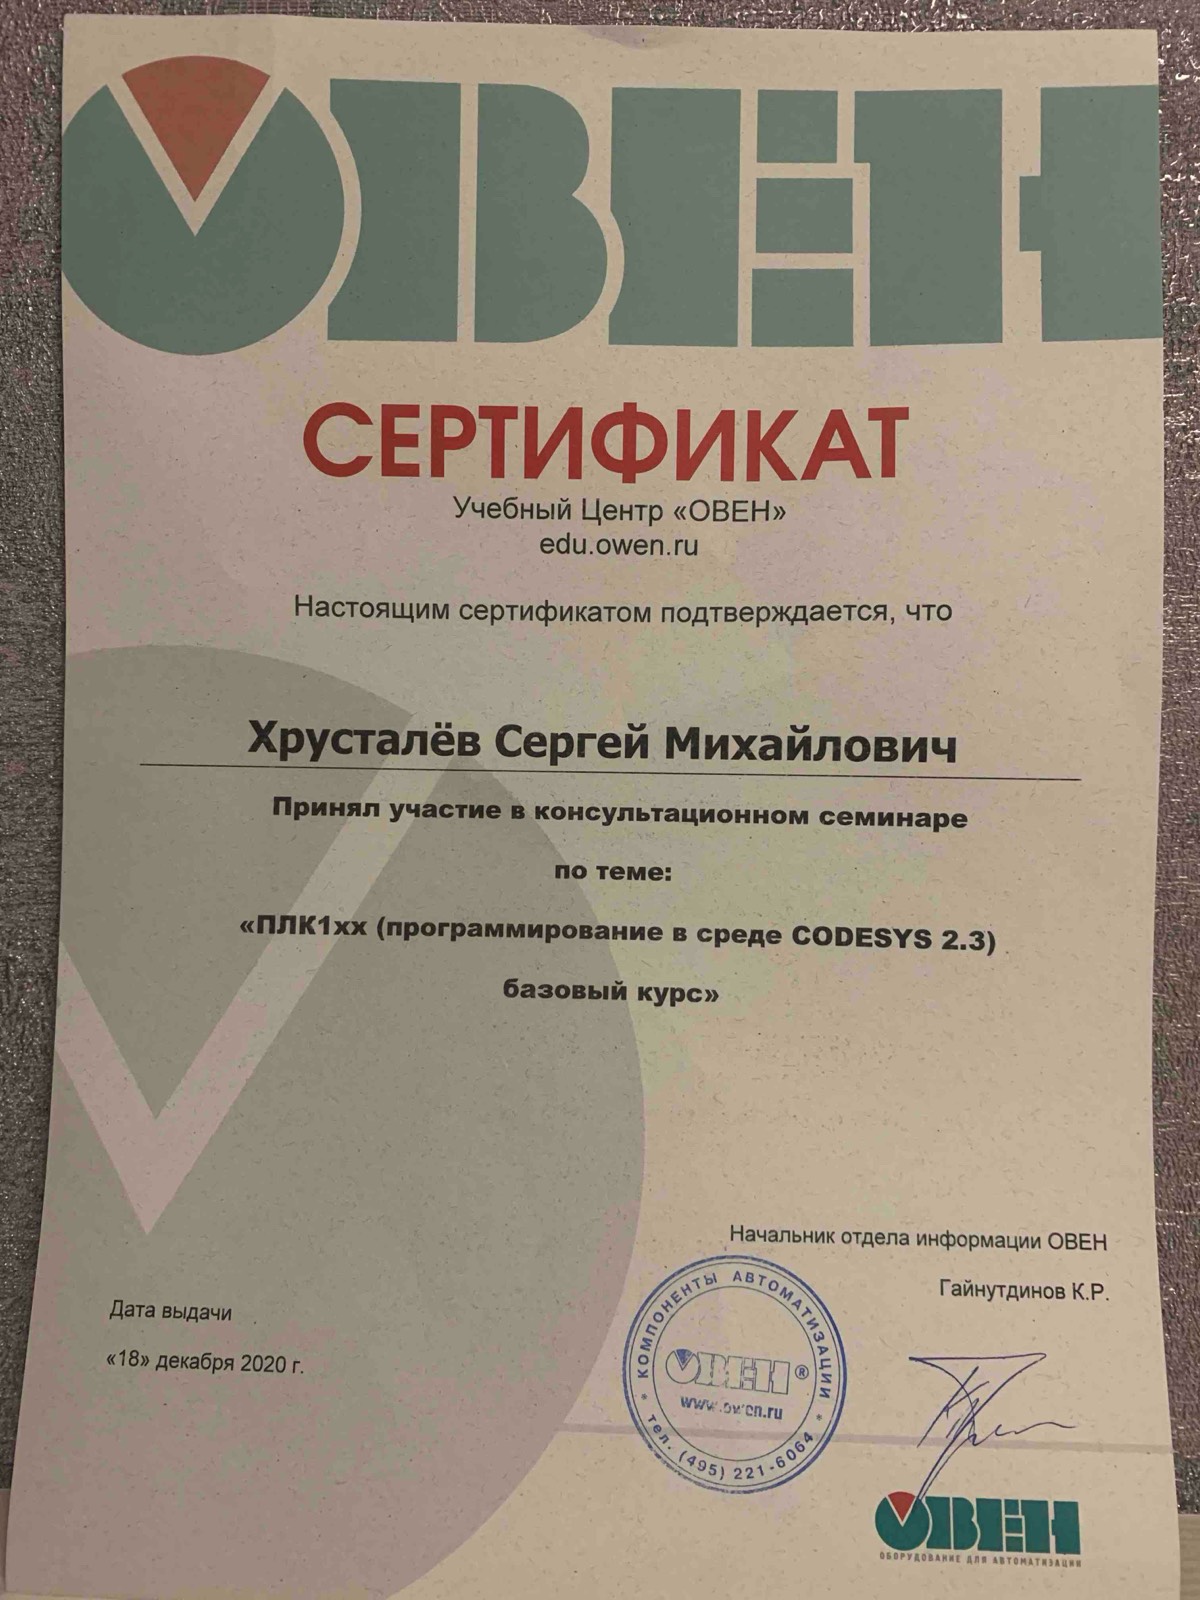 ОВЕН
СЕРТИФИКАТ
Учебный Центр «ОВЕН»
edu.owen.ru
Настоящим сертификатом подтверждается, что
Хрусталёв Сергей Михайлович
Принял участие в консультационном семинаре
по теме:
«ПЛК1хх (программирование в среде CODESYS 2.3)
базовый курс»
Начальник отдела информации ОВЕН
Гайнутдинов К.Р.
Дата выдачи
«18» декабря 2020 г.
* КОМПОНЕНТЫ АВТОМАТИЗАЦИИ *
ОВЕН®
www.owen.ru
тел. (495) 221-6064
ОВЕН
ОБОРУДОВАНИЕ ДЛЯ АВТОМАТИЗАЦИИ